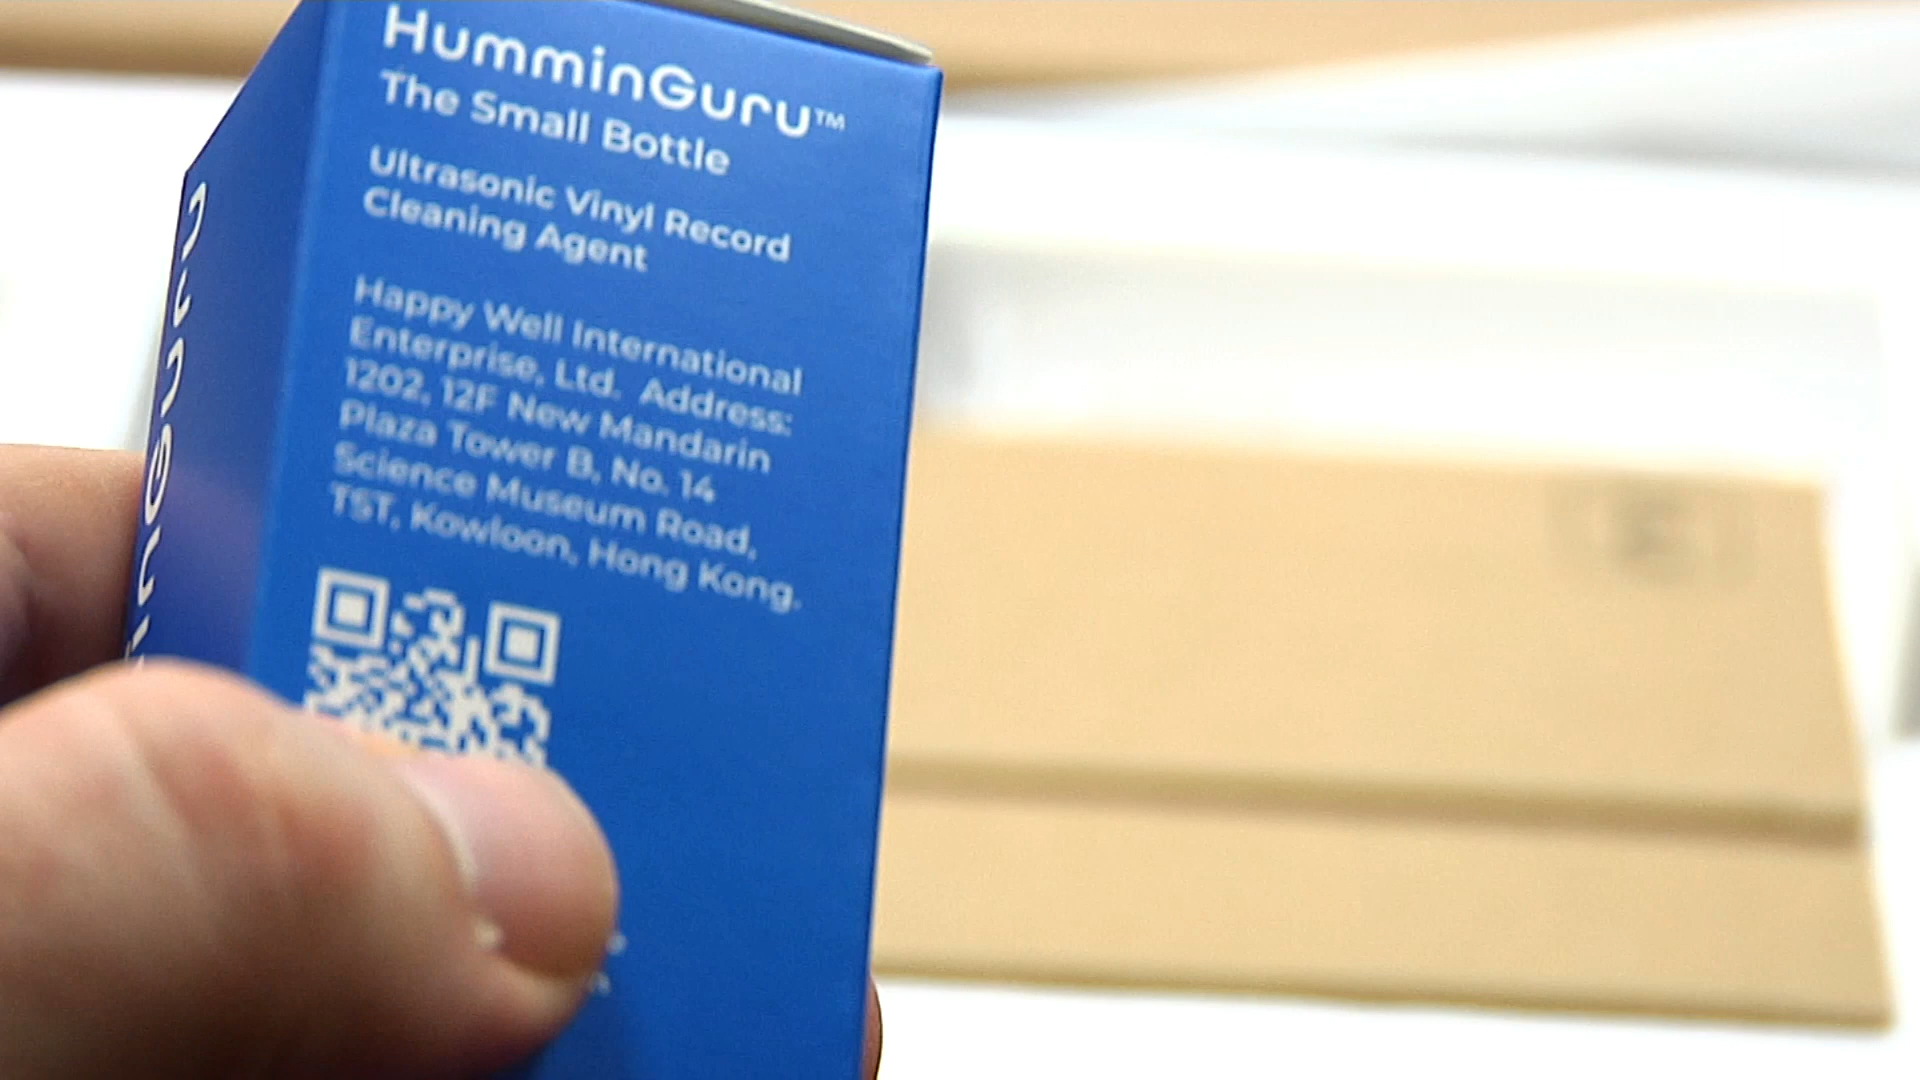 HumminGuru™
The Small Bottle
Ultrasonic Vinyl Record
Cleaning Agent
Happy Well International
Enterprise, Ltd. Address:
1202, 12F New Mandarin
Plaza Tower B, No. 14
Science Museum Road,
TST, Kowloon, Hong Kong.